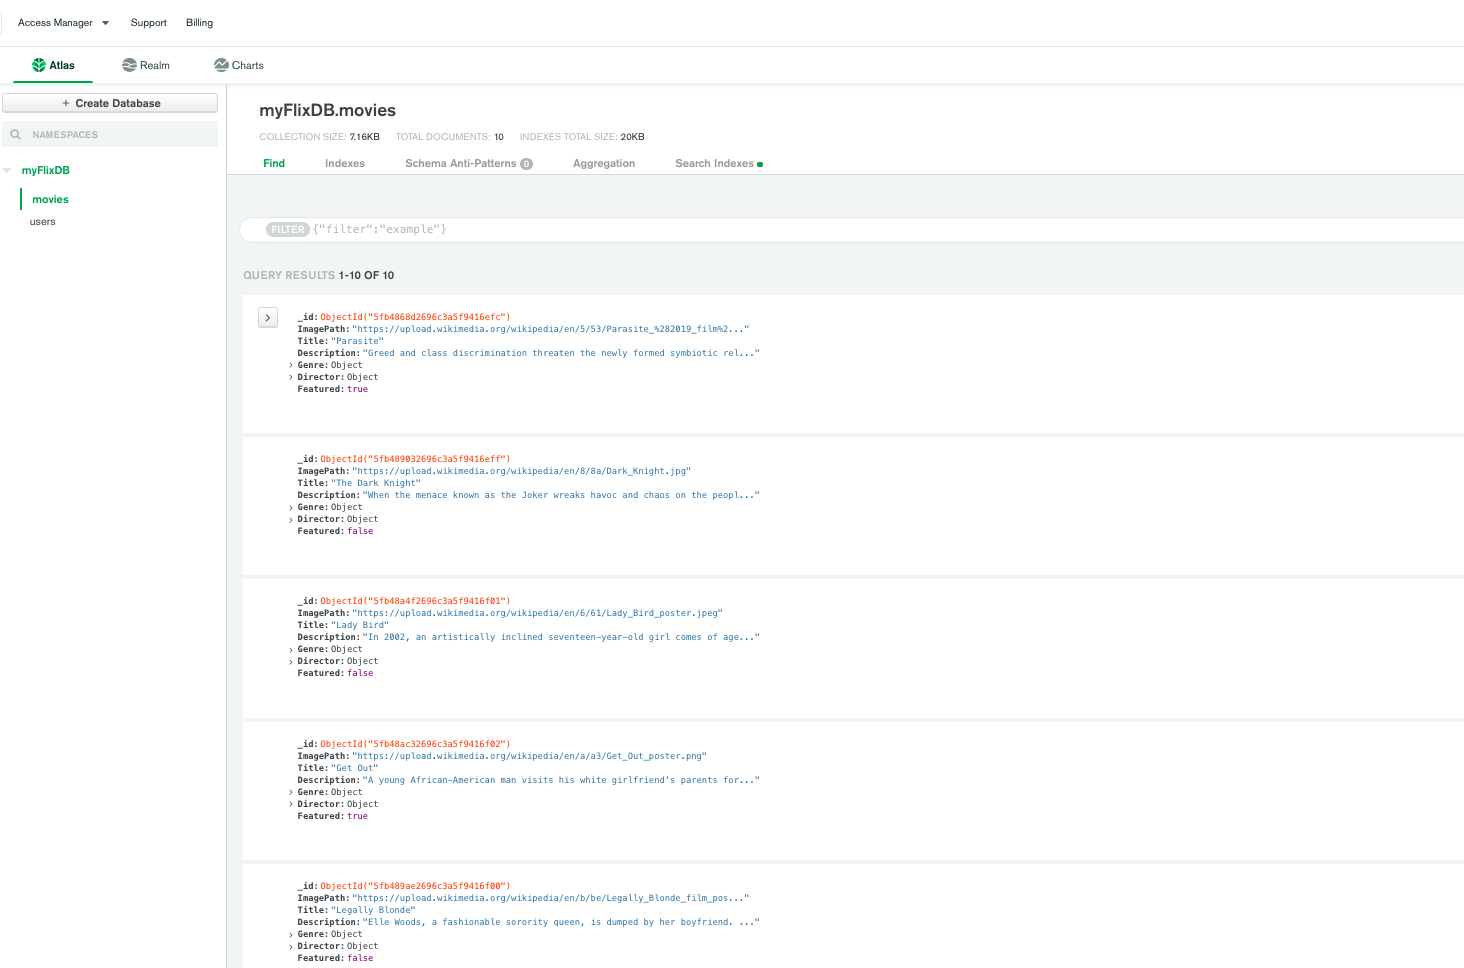 Access Manager Support Billing
Atlas Realm Charts
+ Create Database
NAMESPACES
myFlixDB
movies
users
myFlixDB.movies
COLLECTION SIZE: 7.16KB TOTAL DOCUMENTS: 10 INDEXES TOTAL SIZE: 20KB
Find Indexes Schema Anti-Patterns 0 Aggregation Search Indexes
FILTER {"filter":"example"}
QUERY RESULTS 1-10 OF 10
_id: ObjectId("5fb4868d2696c3a5f9416efc")
ImagePath: "https://upload.wikimedia.org/wikipedia/en/5/53/Parasite_%282019_film%2..."
Title: "Parasite"
Description: "Greed and class discrimination threaten the newly formed symbiotic rel..."
Genre: Object
Director: Object
Featured: true
_id: ObjectId("5fb489032696c3a5f9416eff")
ImagePath: "https://upload.wikimedia.org/wikipedia/en/8/8a/Dark_Knight.jpg"
Title: "The Dark Knight"
Description: "When the menace known as the Joker wreaks havoc and chaos on the peopl..."
Genre: Object
Director: Object
Featured: false
_id: ObjectId("5fb48a4f2696c3a5f9416f01")
ImagePath: "https://upload.wikimedia.org/wikipedia/en/6/61/Lady_Bird_poster.jpeg"
Title: "Lady Bird"
Description: "In 2002, an artistically inclined seventeen-year-old girl comes of age..."
Genre: Object
Director: Object
Featured: false
_id: ObjectId("5fb48ac32696c3a5f9416f02")
ImagePath: "https://upload.wikimedia.org/wikipedia/en/a/a3/Get_Out_poster.png"
Title: "Get Out"
Description: "A young African-American man visits his white girlfriend's parents for..."
Genre: Object
Director: Object
Featured: true
_id: ObjectId("5fb489ae2696c3a5f9416f00")
ImagePath: "https://upload.wikimedia.org/wikipedia/en/b/be/Legally_Blonde_film_pos..."
Title: "Legally Blonde"
Description: "Elle Woods, a fashionable sorority queen, is dumped by her boyfriend. ..."
Genre: Object
Director: Object
Featured: false